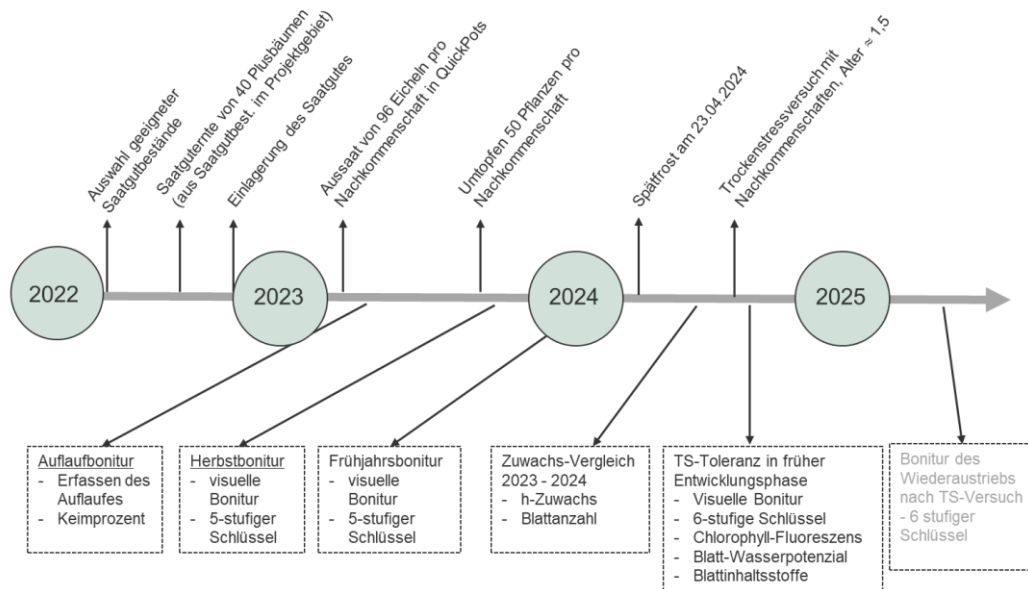 Auswahl geeigneter
Saatgutbestände
Saatguternte von 40 Plusbäumen
(aus Saatgutbest. im Projektgebiet)
Einlagerung des Saatgutes
Aussaat von 96 Eicheln pro
Nachkommenschaft in QuickPots
Umtopfen 50 Pflanzen pro
Nachkommenschaft
Spätfrost am 23.04.2024
Trockenstressversuch mit
Nachkommenschaften, Alter ≈ 1,5
2022
2023
2024
2025
Auflaufbonitur
- Erfassen des
Auflaufes
- Keimprozent
Herbstbonitur
- visuelle
Bonitur
- 5-stufiger
Schlüssel
Frühjahrsbonitur
- visuelle
Bonitur
- 5-stufiger
Schlüssel
Zuwachs-Vergleich
2023 - 2024
- h-Zuwachs
- Blattanzahl
TS-Toleranz in früher
Entwicklungsphase
- Visuelle Bonitur
- 6-stufige Schlüssel
- Chlorophyll-Fluoreszens
- Blatt-Wasserpotenzial
- Blattinhaltsstoffe
Bonitur des
Wiederaustriebs
nach TS-Versuch
- 6 stufiger
Schlüssel